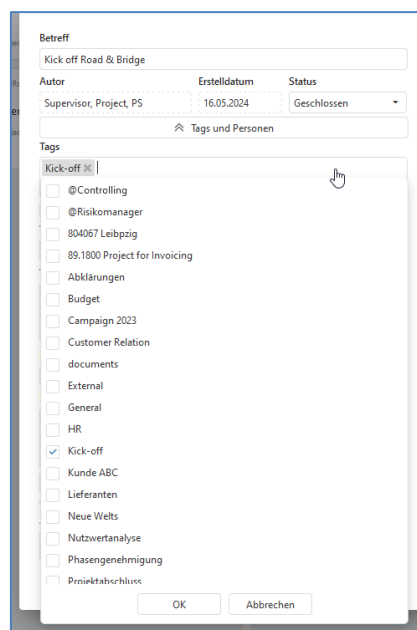 Betreff
Kick off Road & Bridge
Autor Erstelldatum Status
Supervisor, Project, PS 16.05.2024 Geschlossen
Tags und Personen
Tags
Kick-off
@Controlling
@Risikomanager
804067 Leibpzig
89.1800 Project for Invoicing
Abklärungen
Budget
Campaign 2023
Customer Relation
documents
External
General
HR
Kick-off
Kunde ABC
Lieferanten
Neue Welts
Nutzwertanalyse
Phasengenehmigung
Projektabschluss
OK Abbrechen